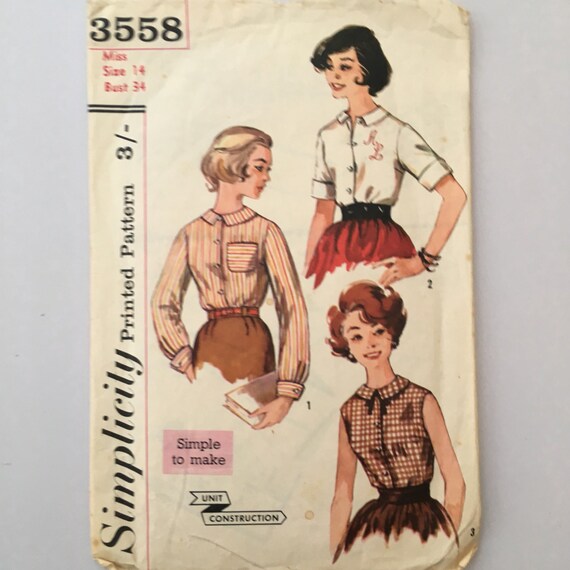 3558
Miss
Size 14
Bust 34
3/-
Simplicity Printed Pattern
A
L
2
1
Simple
to make
3
UNIT
CONSTRUCTION